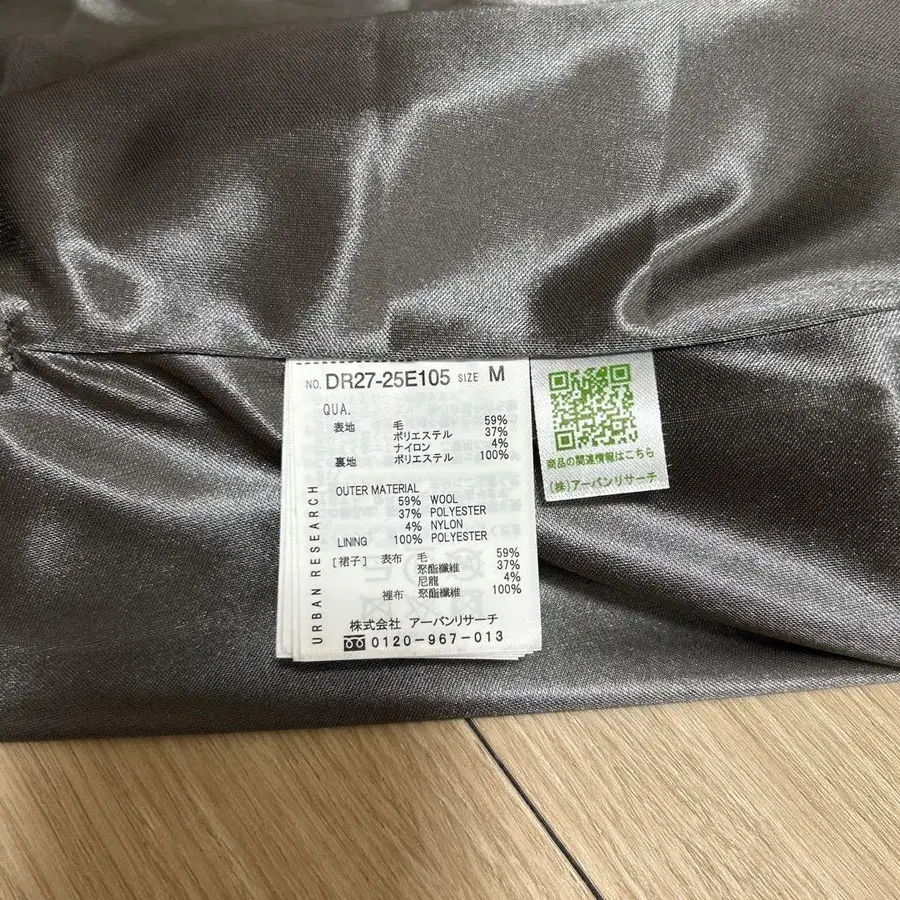 NO. DR27-25E105 SIZE M
QUA.
表地 毛 59%
ポリエステル 37%
ナイロン 4%
裏地 ポリエステル 100%
OUTER MATERIAL
59% WOOL
37% POLYESTER
4% NYLON
LINING 100% POLYESTER
[裙子] 表布 毛 59%
聚酯纖維 37%
尼龍 4%
裡布 聚酯纖維 100%
株式会社 アーバンリサーチ
0120-967-013
URBAN RESEARCH
商品の関連情報はこちら
(株)アーバンリサーチ